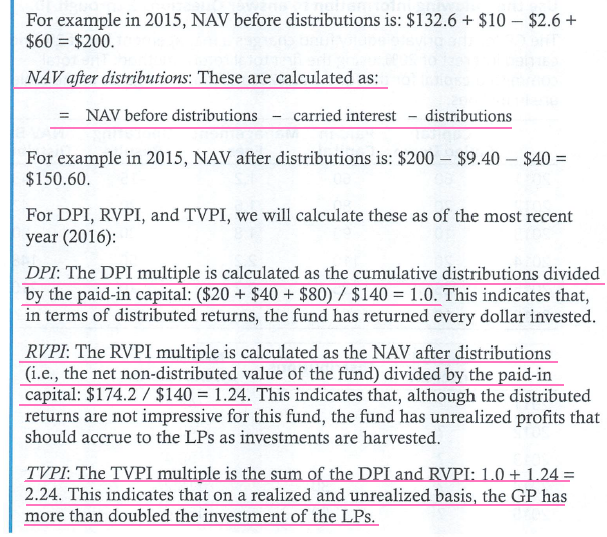 For example in 2015, NAV before distributions is: $132.6 + $10 – $2.6 +
$60 = $200.
NAV after distributions: These are calculated as:
= NAV before distributions – carried interest – distributions
For example in 2015, NAV after distributions is: $200 – $9.40 – $40 =
$150.60.
For DPI, RVPI, and TVPI, we will calculate these as of the most recent
year (2016):
DPI: The DPI multiple is calculated as the cumulative distributions divided
by the paid-in capital: ($20 + $40 + $80) / $140 = 1.0. This indicates that,
in terms of distributed returns, the fund has returned every dollar invested.
RVPI: The RVPI multiple is calculated as the NAV after distributions
(i.e., the net non-distributed value of the fund) divided by the paid-in
capital: $174.2 / $140 = 1.24. This indicates that, although the distributed
returns are not impressive for this fund, the fund has unrealized profits that
should accrue to the LPs as investments are harvested.
TVPI: The TVPI multiple is the sum of the DPI and RVPI: 1.0 + 1.24 =
2.24. This indicates that on a realized and unrealized basis, the GP has
more than doubled the investment of the LPs.